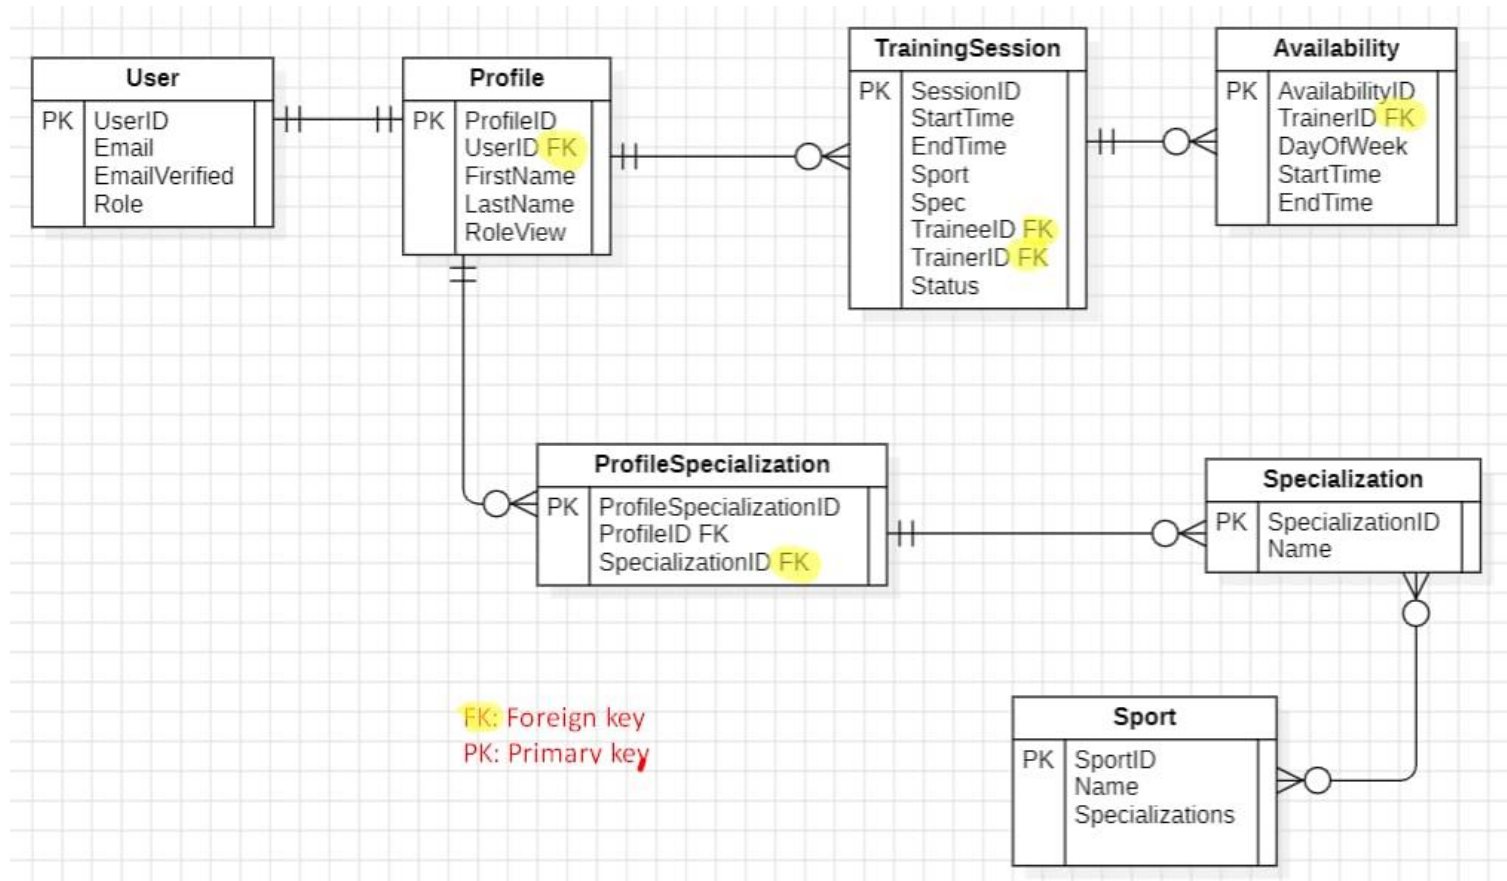 User
PK UserID
Email
EmailVerified
Role
Profile
PK ProfileID
UserID FK
FirstName
LastName
RoleView
TrainingSession
PK SessionID
StartTime
EndTime
Sport
Spec
TraineeID FK
TrainerID FK
Status
Availability
PK AvailabilityID
TrainerID FK
DayOfWeek
StartTime
EndTime
ProfileSpecialization
PK ProfileSpecializationID
ProfileID FK
SpecializationID FK
Specialization
PK SpecializationID
Name
Sport
PK SportID
Name
Specializations
FK: Foreign key
PK: Primary key